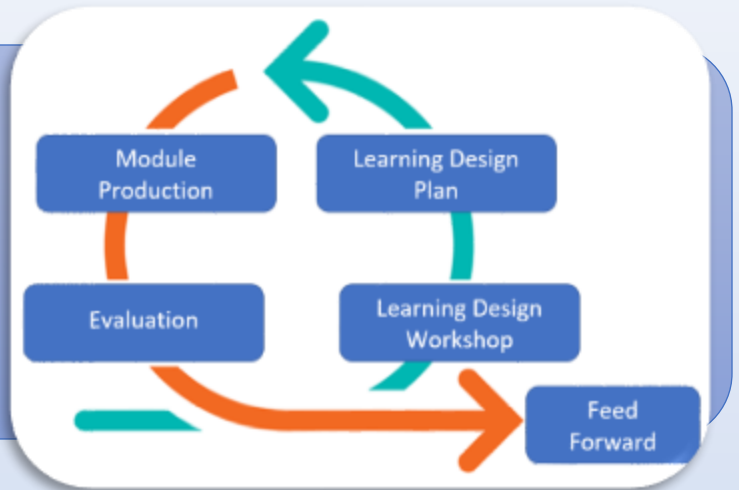 Module
Production
Learning Design
Plan
Evaluation
Learning Design
Workshop
Feed
Forward